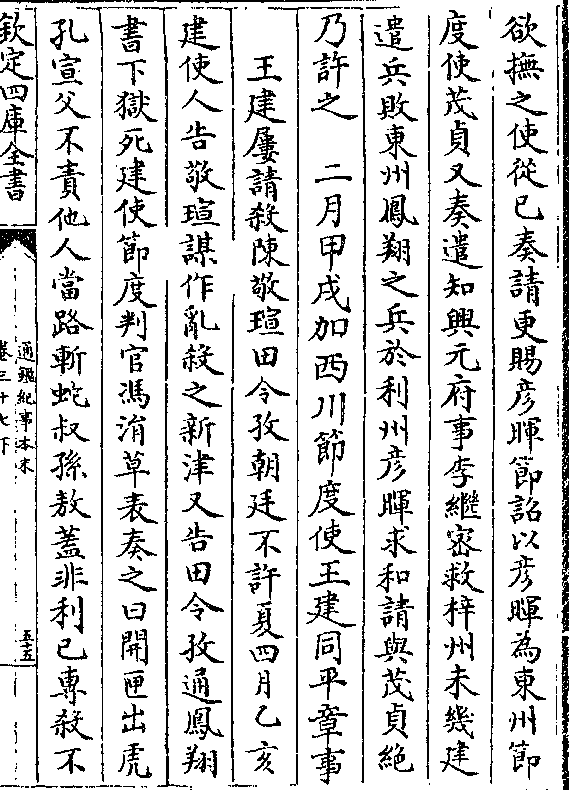 欲撫之使從已奏請更賜彦暉節詔以彦暉為東川節
度使茂貞又奏遣知興元府事李繼密救梓州未幾建
遣兵敗東川鳳翔之兵於利州彦暉求和請與茂貞絶
乃許之　二月甲戌加西川節度使王建同平章事
王建屢請殺陳敬瑄田令孜朝廷不許夏四月乙亥
建使人告敬瑄謀作亂殺之新津又告田令孜通鳳翔
書下獄死建使節度判官馮涓草表奏之曰開匣出虎
孔宣父不責他人當路斬蛇叔孫敖蓋非利已專殺不
欽定四庫全書
通鑑紀事本末
卷三十七下
五十五